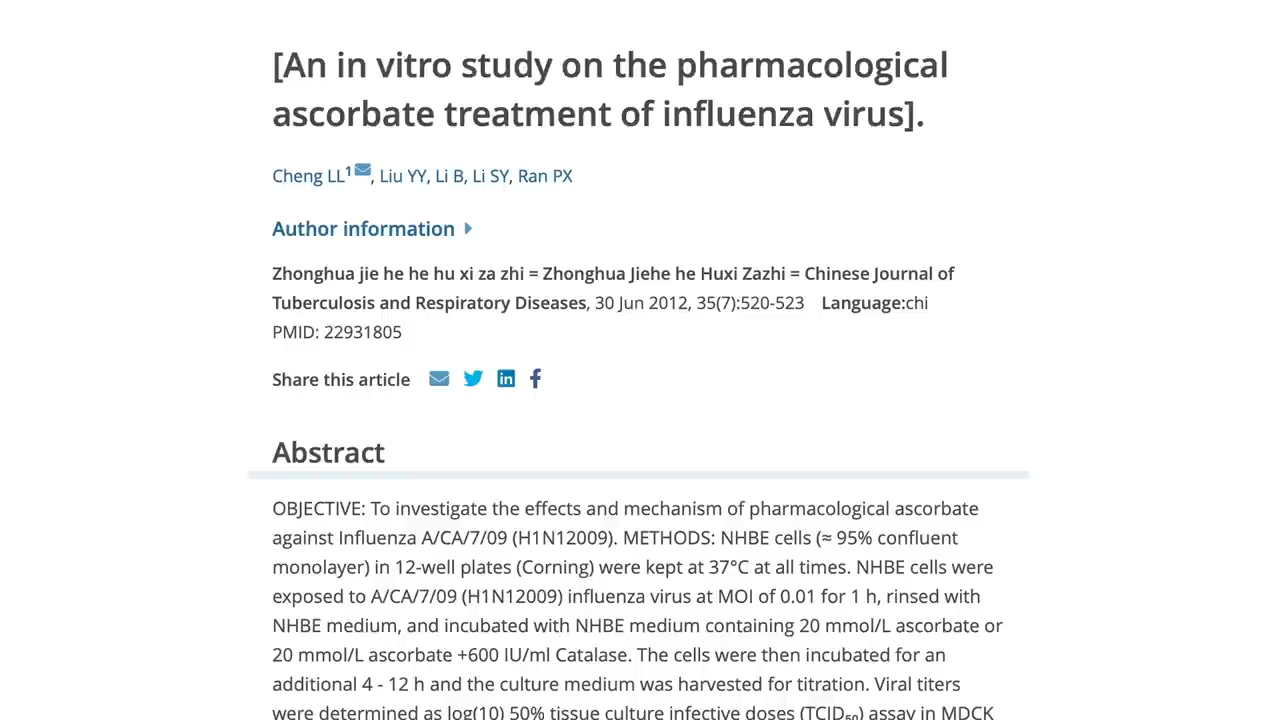 [An in vitro study on the pharmacological
ascorbate treatment of influenza virus].
Cheng LL1, Liu YY, Li B, Li SY, Ran PX
Author information
Zhonghua jie he he hu xi za zhi = Zhonghua Jiehe he Huxi Zazhi = Chinese Journal of
Tuberculosis and Respiratory Diseases, 30 Jun 2012, 35(7):520-523 Language:chi
PMID: 22931805
Share this article
Abstract
OBJECTIVE: To investigate the effects and mechanism of pharmacological ascorbate
against Influenza A/CA/7/09 (H1N12009). METHODS: NHBE cells (≈ 95% confluent
monolayer) in 12-well plates (Corning) were kept at 37°C at all times. NHBE cells were
exposed to A/CA/7/09 (H1N12009) influenza virus at MOI of 0.01 for 1 h, rinsed with
NHBE medium, and incubated with NHBE medium containing 20 mmol/L ascorbate or
20 mmol/L ascorbate +600 IU/ml Catalase. The cells were then incubated for an
additional 4 - 12 h and the culture medium was harvested for titration. Viral titers
were determined as log(10) 50% tissue culture infective doses (TCID₅₀) assay in MDCK